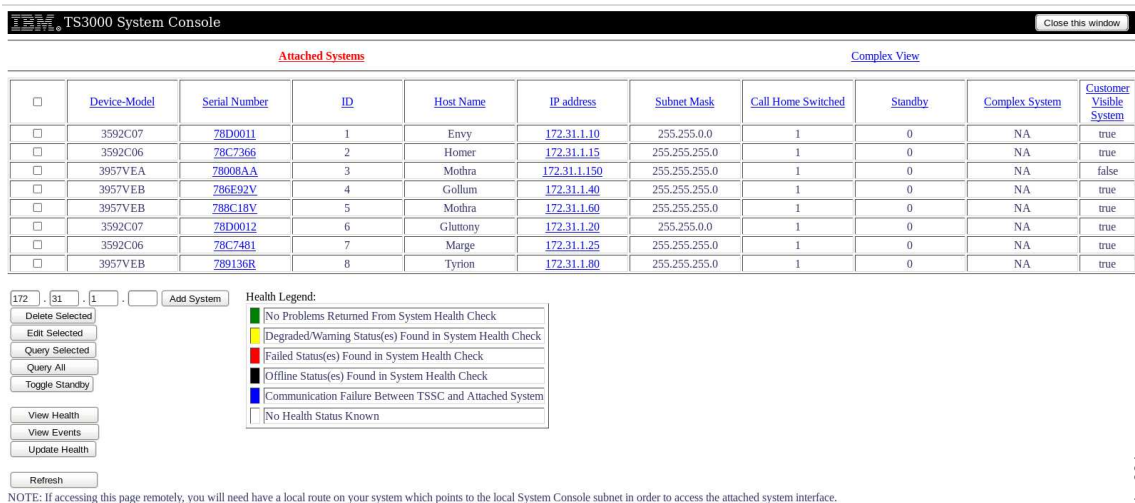 IBM® TS3000 System Console Close this window
Attached Systems Complex View
Device-Model Serial Number ID Host Name IP address Subnet Mask Call Home Switched Standby Complex System Customer Visible System
3592C07 78D0011 1 Envy 172.31.1.10 255.255.0.0 1 0 NA true
3592C06 78C7366 2 Homer 172.31.1.15 255.255.255.0 1 0 NA true
3957VEA 78008AA 3 Mothra 172.31.1.150 255.255.255.0 1 0 NA false
3957VEB 786E92V 4 Gollum 172.31.1.40 255.255.255.0 1 0 NA true
3957VEB 788C18V 5 Mothra 172.31.1.60 255.255.255.0 1 0 NA true
3592C07 78D0012 6 Gluttony 172.31.1.20 255.255.0.0 1 0 NA true
3592C06 78C7481 7 Marge 172.31.1.25 255.255.255.0 1 0 NA true
3957VEB 789136R 8 Tyrion 172.31.1.80 255.255.255.0 1 0 NA true
172 . 31 . 1 . Add System
Delete Selected
Edit Selected
Query Selected
Query All
Toggle Standby
View Health
View Events
Update Health
Refresh
Health Legend:
No Problems Returned From System Health Check
Degraded/Warning Status(es) Found in System Health Check
Failed Status(es) Found in System Health Check
Offline Status(es) Found in System Health Check
Communication Failure Between TSSC and Attached System
No Health Status Known
NOTE: If accessing this page remotely, you will need have a local route on your system which points to the local System Console subnet in order to access the attached system interface.